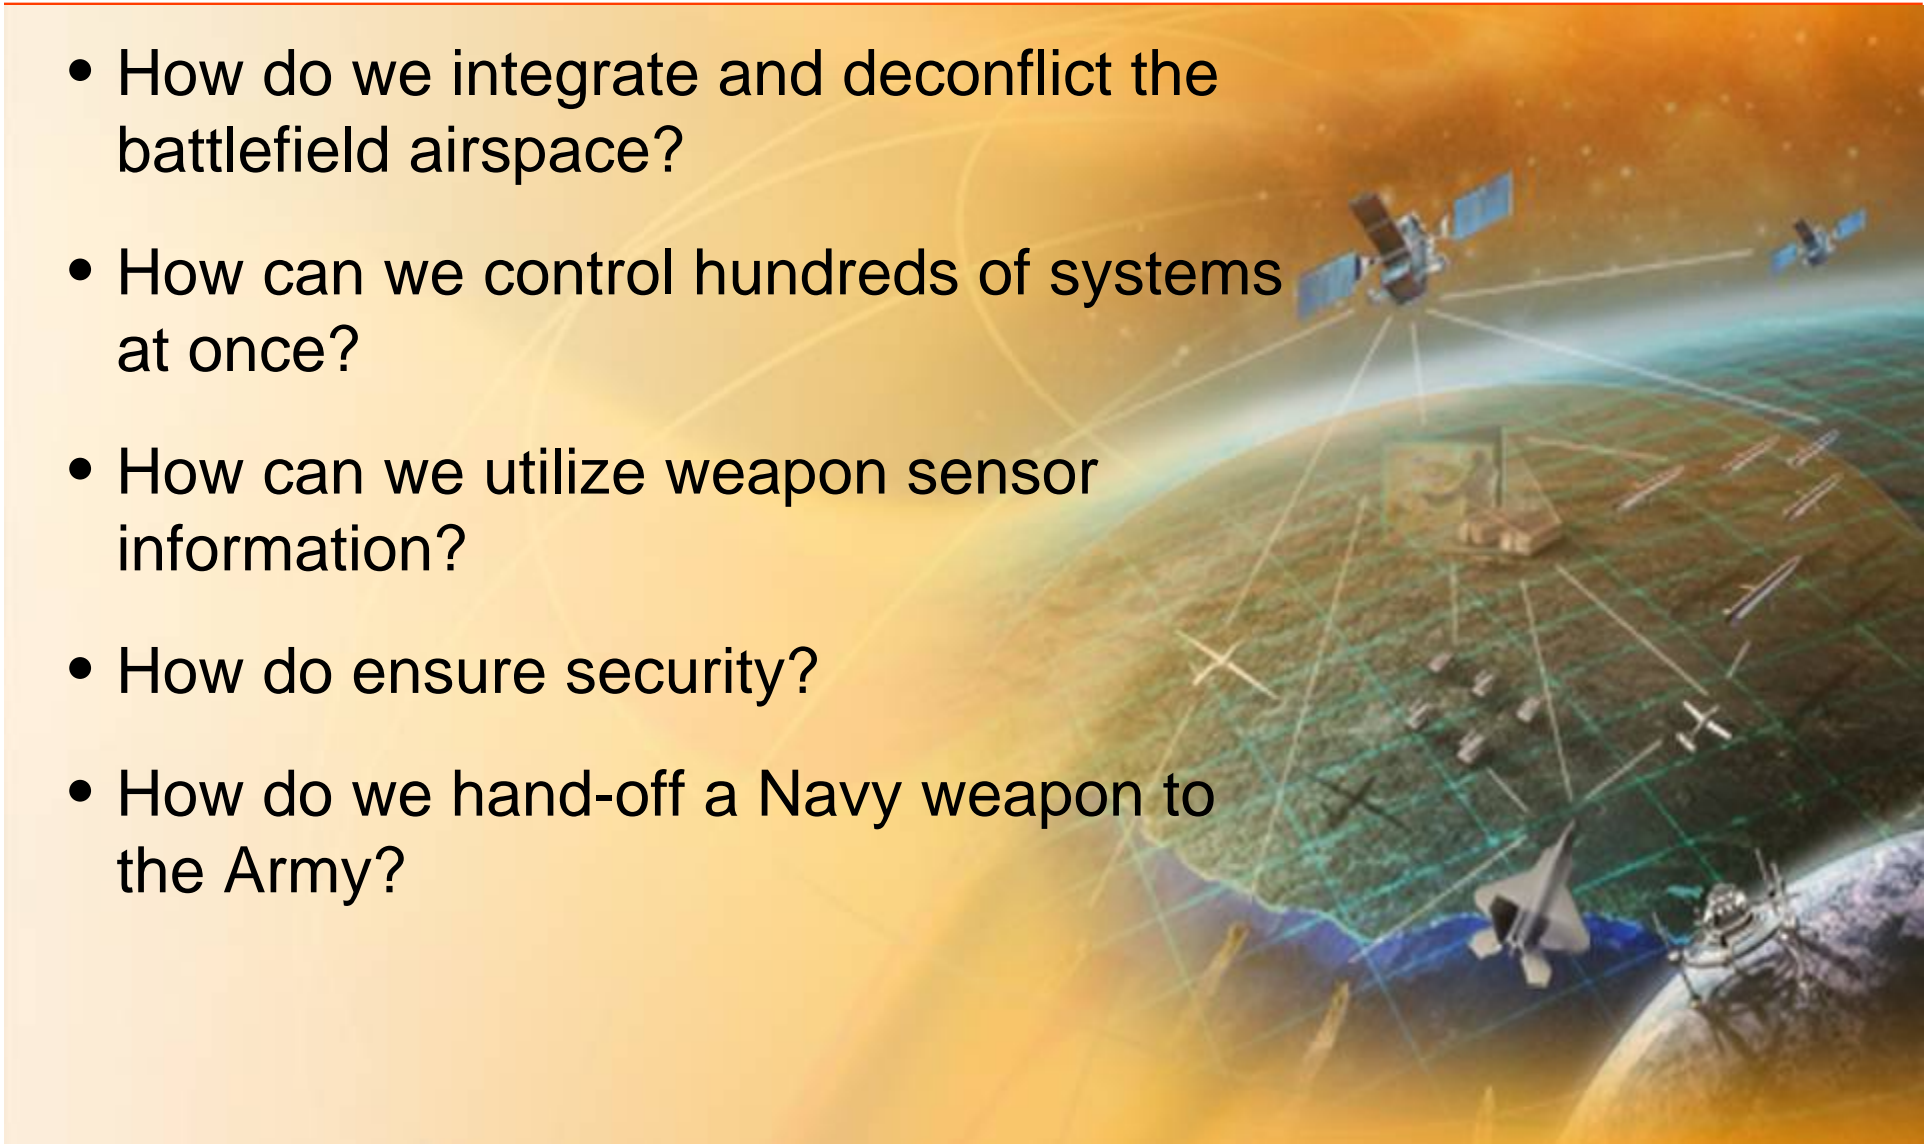 • How do we integrate and deconflict the
battlefield airspace?
• How can we control hundreds of systems
at once?
• How can we utilize weapon sensor
information?
• How do ensure security?
• How do we hand-off a Navy weapon to
the Army?